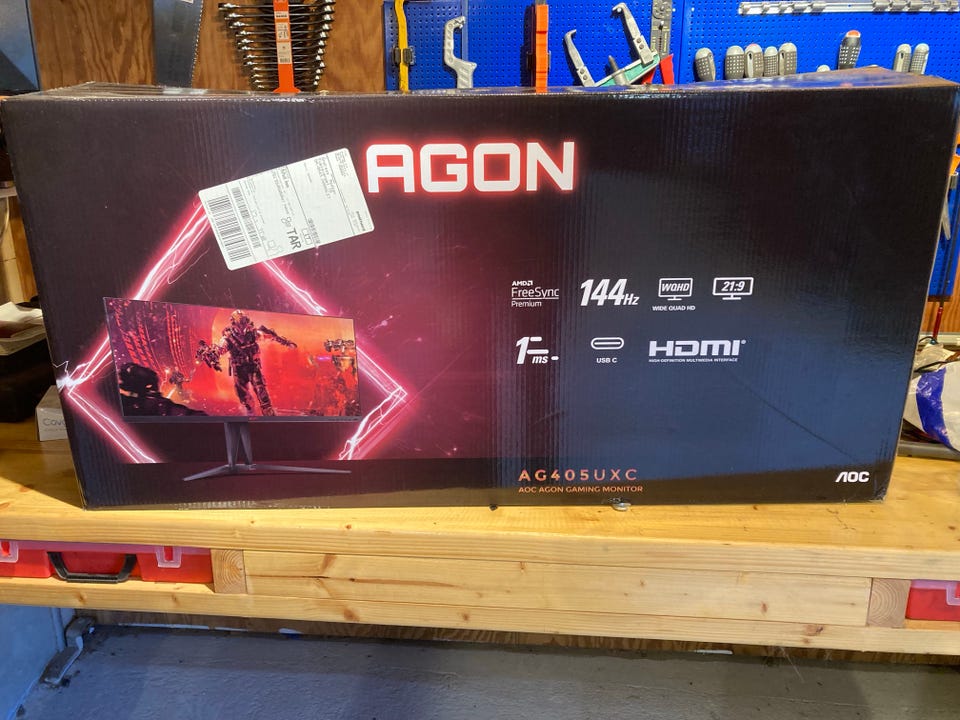 AGON
TAR
AMD
FreeSync
Premium
144Hz
WQHD
WIDE QUAD HD
21:9
1ms
USB C
HDMI®
HIGH-DEFINITION MULTIMEDIA INTERFACE
AG405UXC
AOC AGON GAMING MONITOR
AOC